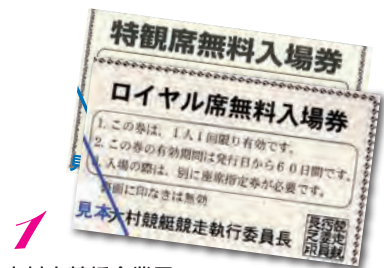 特観席無料入場券
ロイヤル席無料入場券
1. この券は、1人1回限り有効です。
2. この券の有効期間は発行日から60日間です。
入場の際は、別に座席指定券が必要です。
面に印なきは無効
見本
大村競艇競走執行委員長
1